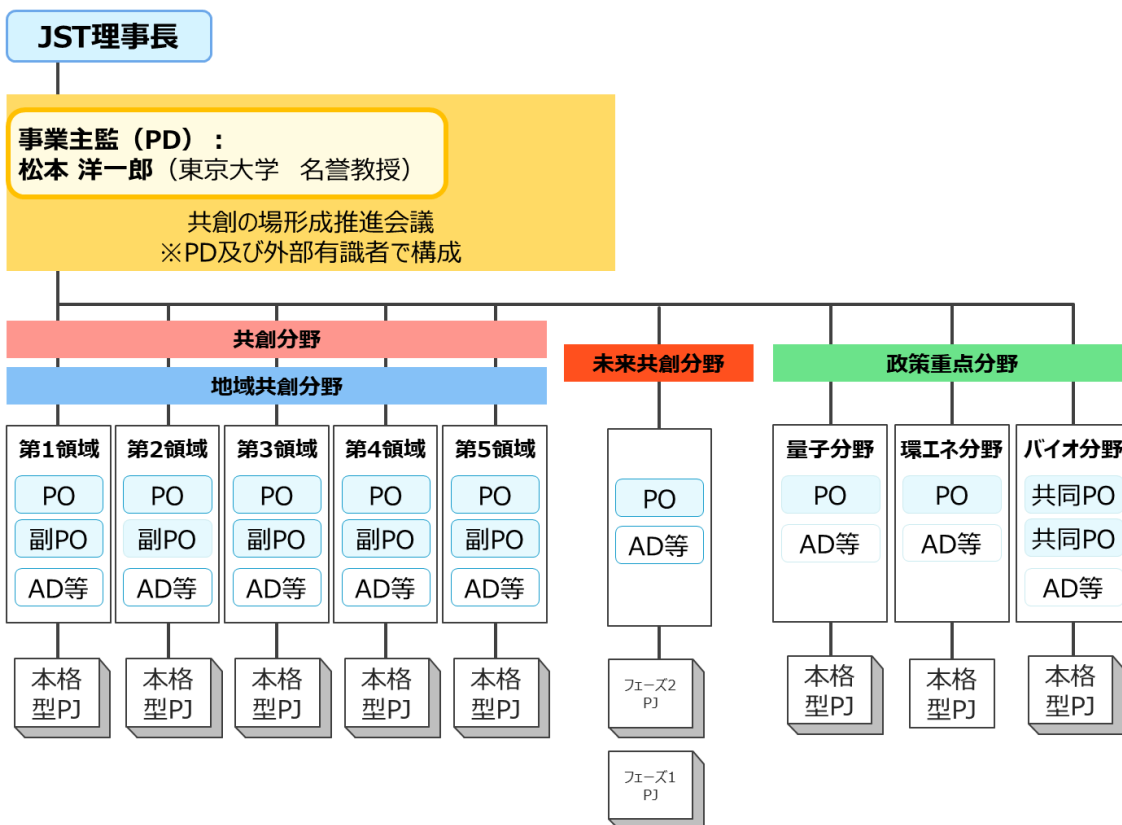 JST理事長
事業主監（PD）：
松本 洋一郎（東京大学 名誉教授）
共創の場形成推進会議
※PD及び外部有識者で構成
共創分野
地域共創分野
未来共創分野
政策重点分野
第1領域
PO
副PO
AD等
本格
型PJ
第2領域
PO
副PO
AD等
本格
型PJ
第3領域
PO
副PO
AD等
本格
型PJ
第4領域
PO
副PO
AD等
本格
型PJ
第5領域
PO
副PO
AD等
本格
型PJ
PO
AD等
フェーズ2
PJ
フェーズ1
PJ
量子分野
PO
AD等
本格
型PJ
環エネ分野
PO
AD等
本格
型PJ
バイオ分野
共同PO
共同PO
AD等
本格
型PJ